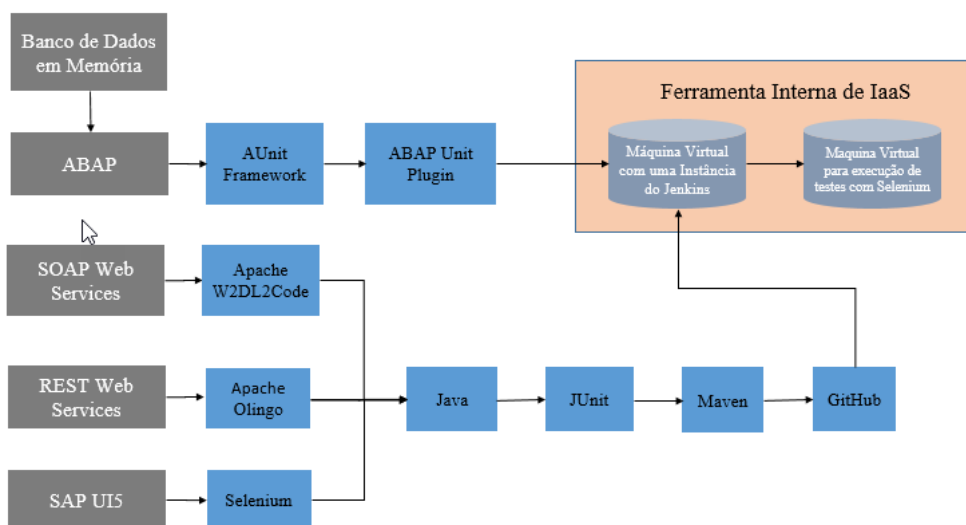 Banco de Dados
em Memória
Ferramenta Interna de IaaS
ABAP
AUnit
Framework
ABAP Unit
Plugin
Máquina Virtual
com uma Instância
do Jenkins
Maquina Virtual
para execução de
testes com Selenium
SOAP Web
Services
Apache
W2DL2Code
REST Web
Services
Apache
Olingo
Java
JUnit
Maven
GitHub
SAP UI5
Selenium